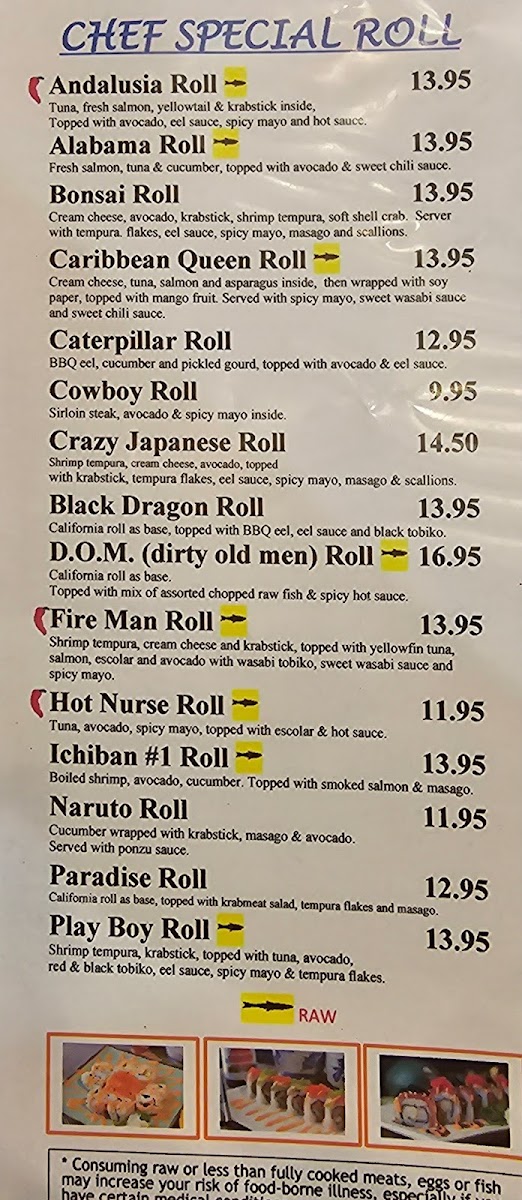 CHEF SPECIAL ROLL
Andalusia Roll 13.95
Tuna, fresh salmon, yellowtail & krabstick inside,
Topped with avocado, eel sauce, spicy mayo and hot sauce.
Alabama Roll 13.95
Fresh salmon, tuna & cucumber, topped with avocado & sweet chili sauce.
Bonsai Roll 13.95
Cream cheese, avocado, krabstick, shrimp tempura, soft shell crab. Server
with tempura. flakes, eel sauce, spicy mayo, masago and scallions.
Caribbean Queen Roll 13.95
Cream cheese, tuna, salmon and asparagus inside, then wrapped with soy
paper, topped with mango fruit. Served with spicy mayo, sweet wasabi sauce
and sweet chili sauce.
Caterpillar Roll 12.95
BBQ eel, cucumber and pickled gourd, topped with avocado & eel sauce.
Cowboy Roll 9.95
Sirloin steak, avocado & spicy mayo inside.
Crazy Japanese Roll 14.50
Shrimp tempura, cream cheese, avocado, topped
with krabstick, tempura flakes, eel sauce, spicy mayo, masago & scallions.
Black Dragon Roll 13.95
California roll as base, topped with BBQ eel, eel sauce and black tobiko.
D.O.M. (dirty old men) Roll 16.95
California roll as base.
Topped with mix of assorted chopped raw fish & spicy hot sauce.
Fire Man Roll 13.95
Shrimp tempura, cream cheese and krabstick, topped with yellowfin tuna,
salmon, escolar and avocado with wasabi tobiko, sweet wasabi sauce and
spicy mayo.
Hot Nurse Roll 11.95
Tuna, avocado, spicy mayo, topped with escolar & hot sauce.
Ichiban #1 Roll 13.95
Boiled shrimp, avocado, cucumber. Topped with smoked salmon & masago.
Naruto Roll 11.95
Cucumber wrapped with krabstick, masago & avocado.
Served with ponzu sauce.
Paradise Roll 12.95
California roll as base, topped with krabmeat salad, tempura flakes and masago.
Play Boy Roll 13.95
Shrimp tempura, krabstick, topped with tuna, avocado,
red & black tobiko, eel sauce, spicy mayo & tempura flakes.
RAW
* Consuming raw or less than fully cooked meats, eggs or fish
may increase your risk of food-borne illness, especially if
have certain medical